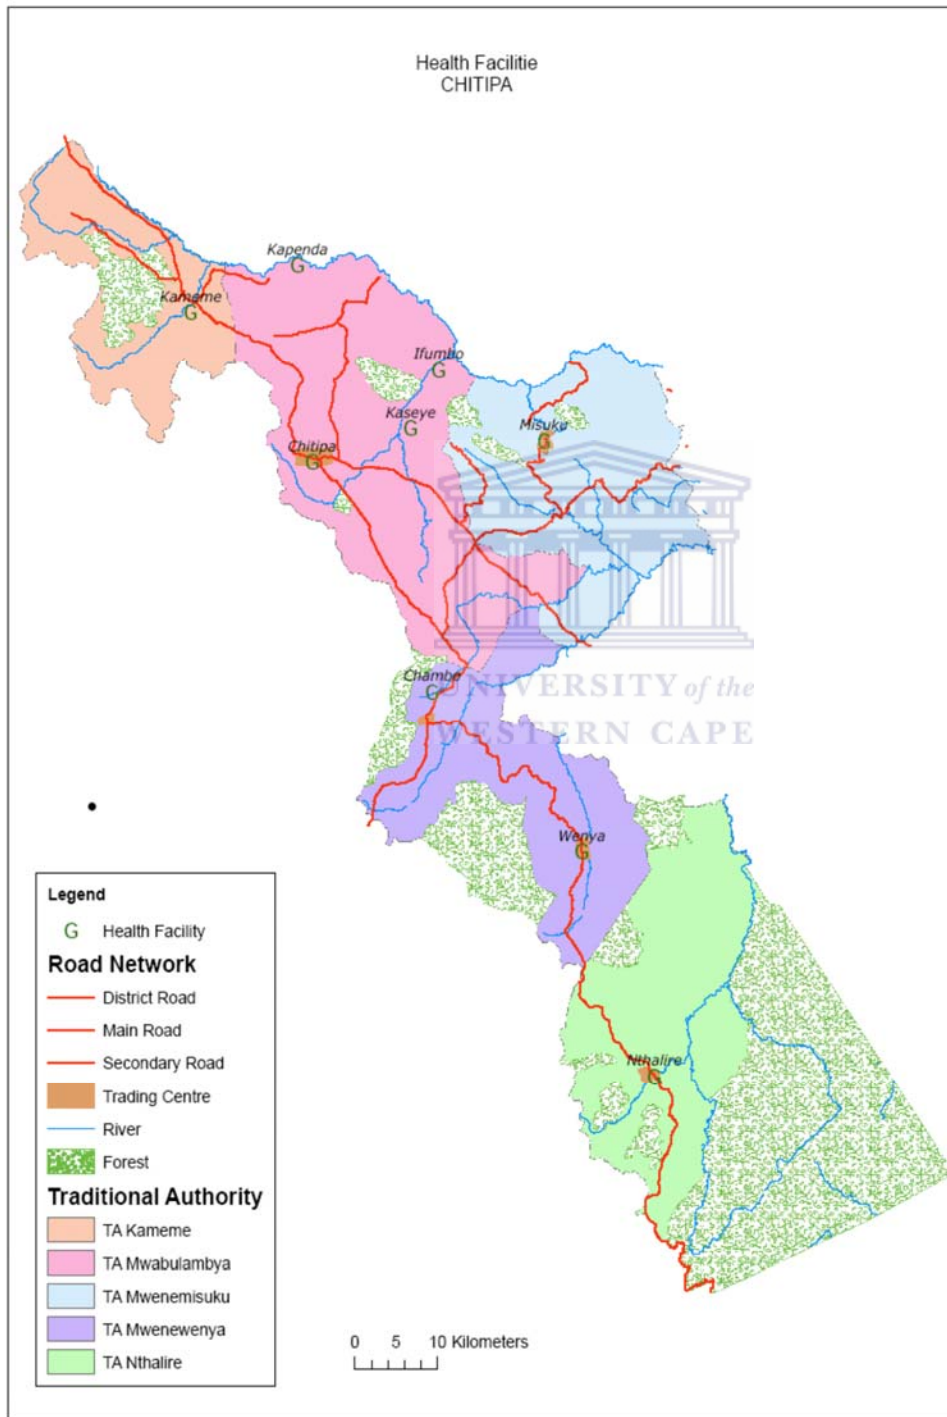 Health Facilitie
CHITIPA
Kapenda
G
Kameme
G
Ifumbo
G
Kaseye
G
Misuku
G
Chitipa
G
Chambo
G
UNIVERSITY of the
WESTERN CAPE
Wenya
G
Nthalire
G
Legend
G Health Facility
Road Network
District Road
Main Road
Secondary Road
Trading Centre
River
Forest
Traditional Authority
TA Kameme
TA Mwabulambya
TA Mwenemisuku
TA Mwenewenya
TA Nthalire
0 5 10 Kilometers